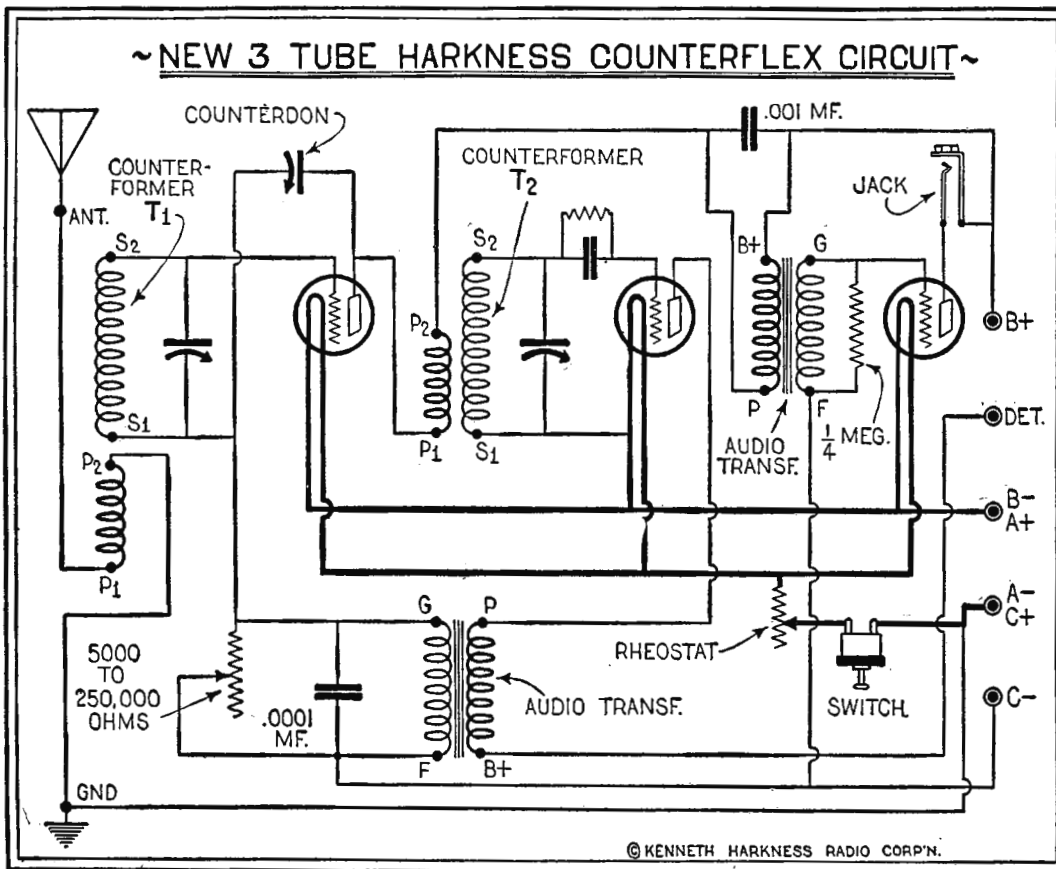 ~NEW 3 TUBE HARKNESS COUNTERFLEX CIRCUIT~
COUNTERDON
.001 MF.
COUNTER-
FORMER
T1
COUNTERFORMER
T2
JACK
ANT.
S2
S2
B+
G
P2
B+
S1
P1
S1
P
F
1/4 MEG.
DET.
AUDIO
TRANSF.
P2
B-
A+
P1
A-
C+
G
P
RHEOSTAT
5000
TO
250,000
OHMS
.0001
MF.
AUDIO TRANSF.
SWITCH
C-
F
B+
GND
© KENNETH HARKNESS RADIO CORP'N.